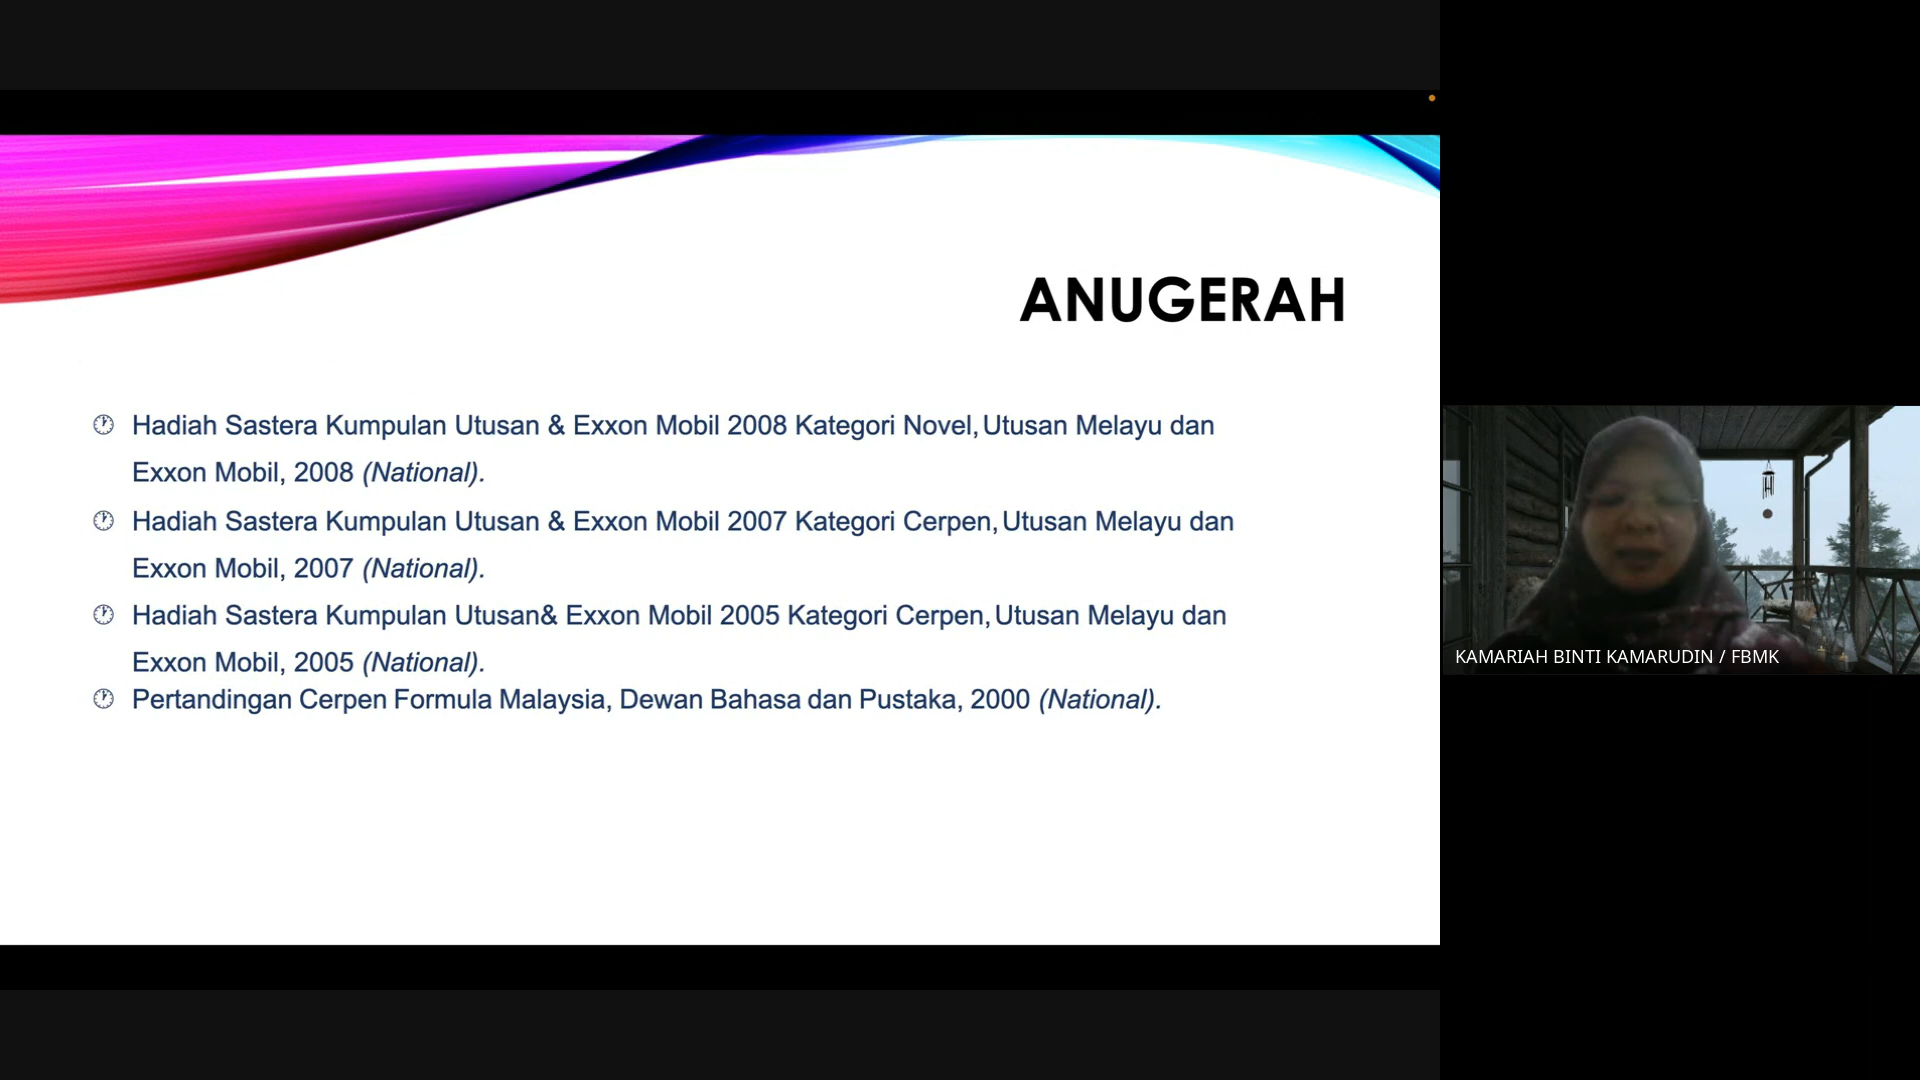 ANUGERAH
Hadiah Sastera Kumpulan Utusan & Exxon Mobil 2008 Kategori Novel, Utusan Melayu dan
Exxon Mobil, 2008 (National).
Hadiah Sastera Kumpulan Utusan & Exxon Mobil 2007 Kategori Cerpen, Utusan Melayu dan
Exxon Mobil, 2007 (National).
Hadiah Sastera Kumpulan Utusan& Exxon Mobil 2005 Kategori Cerpen, Utusan Melayu dan
Exxon Mobil, 2005 (National).
Pertandingan Cerpen Formula Malaysia, Dewan Bahasa dan Pustaka, 2000 (National).
KAMARIAH BINTI KAMARUDIN / FBMK